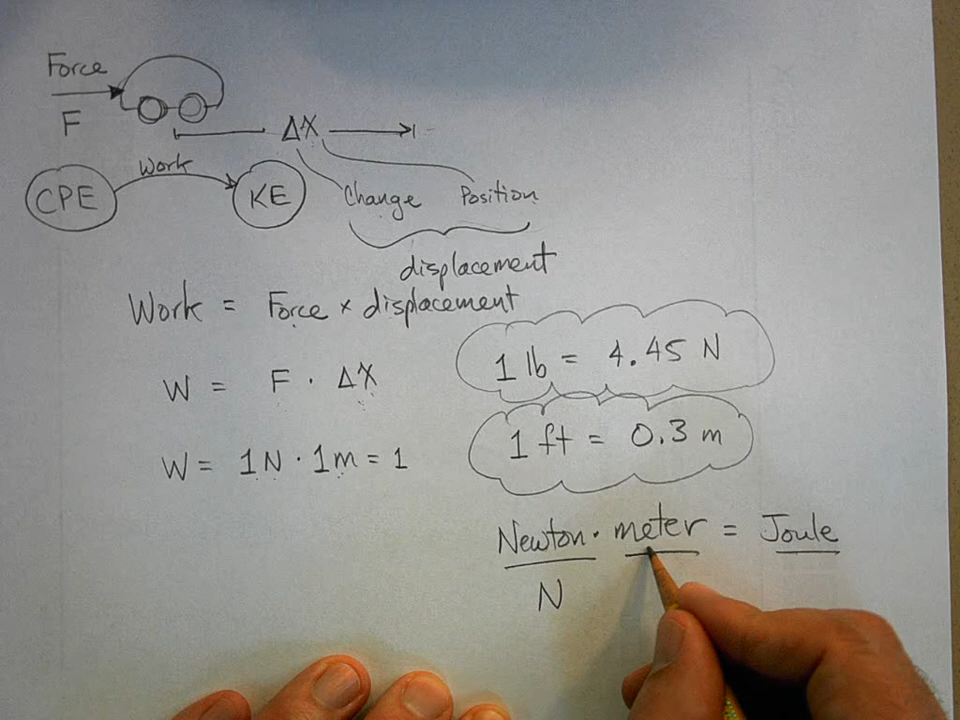 Force
F
ΔX
Work
CPE
KE
Change Position
displacement
Work = Force x displacement
1 lb = 4.45 N
W = F · ΔX
1 ft = 0.3 m
W = 1N · 1m = 1
Newton · meter = Joule
N